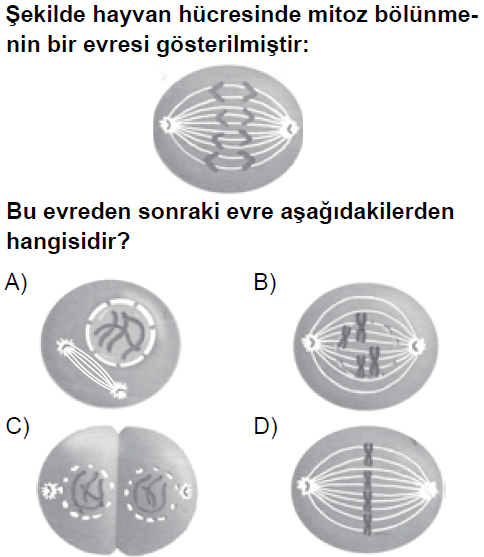 Şekilde hayvan hücresinde mitoz bölünme-
nin bir evresi gösterilmiştir:
Bu evreden sonraki evre aşağıdakilerden
hangisidir?
A)
B)
C)
D)